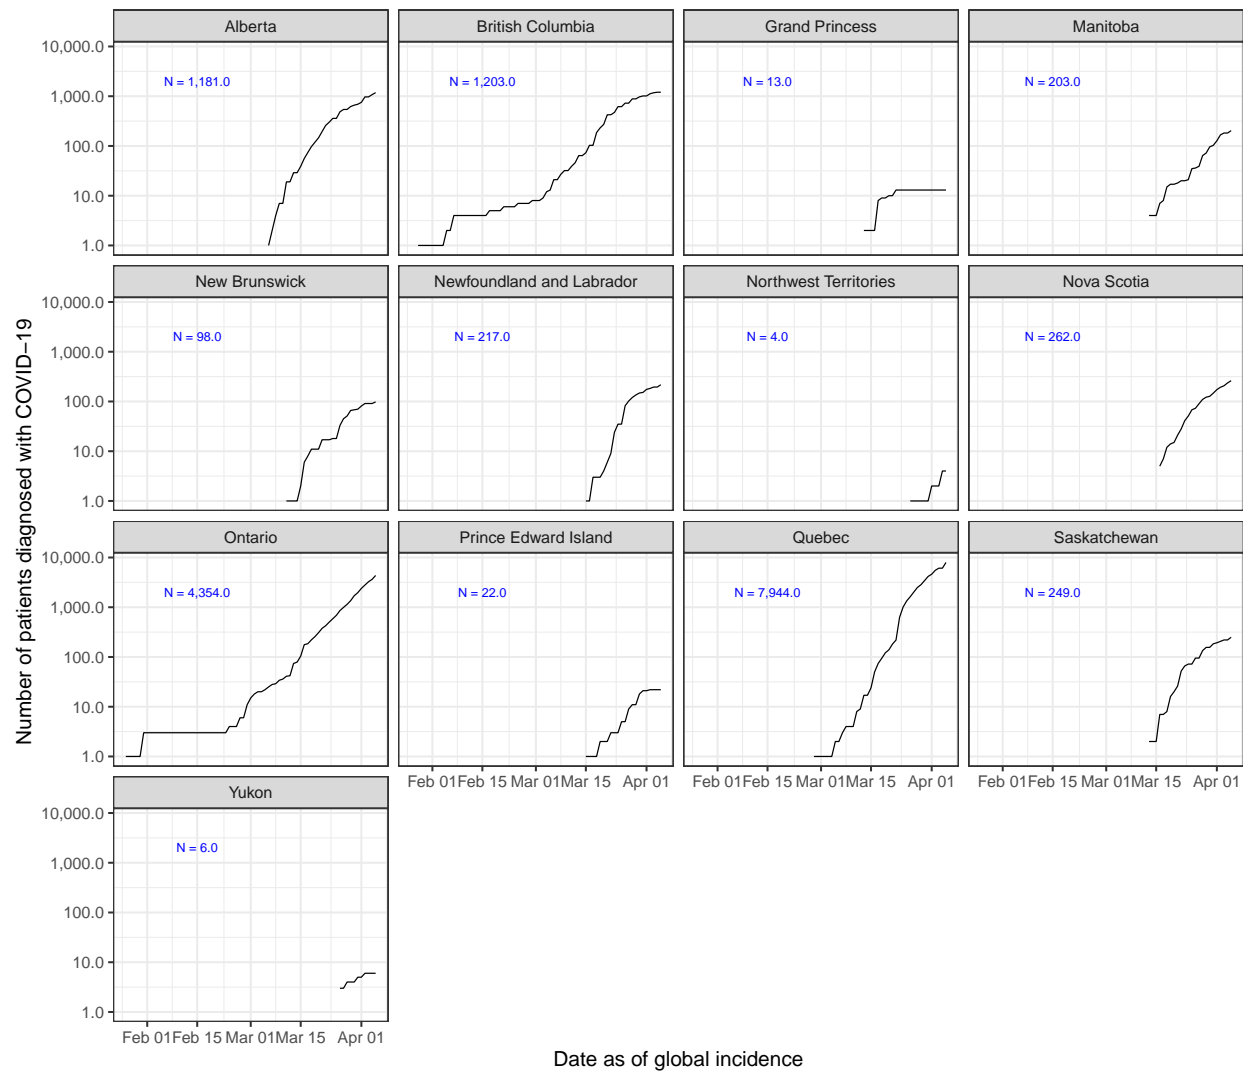 Alberta
British Columbia
Grand Princess
Manitoba
10,000.0
1,000.0
100.0
10.0
1.0
N = 1,181.0
N = 1,203.0
N = 13.0
N = 203.0
New Brunswick
Newfoundland and Labrador
Northwest Territories
Nova Scotia
10,000.0
1,000.0
100.0
10.0
1.0
N = 98.0
N = 217.0
N = 4.0
N = 262.0
Number of patients diagnosed with COVID−19
Ontario
Prince Edward Island
Quebec
Saskatchewan
10,000.0
1,000.0
100.0
10.0
1.0
N = 4,354.0
N = 22.0
N = 7,944.0
N = 249.0
Feb 01 Feb 15 Mar 01 Mar 15 Apr 01
Feb 01 Feb 15 Mar 01 Mar 15 Apr 01
Feb 01 Feb 15 Mar 01 Mar 15 Apr 01
Yukon
10,000.0
1,000.0
100.0
10.0
1.0
N = 6.0
Feb 01 Feb 15 Mar 01 Mar 15 Apr 01
Date as of global incidence